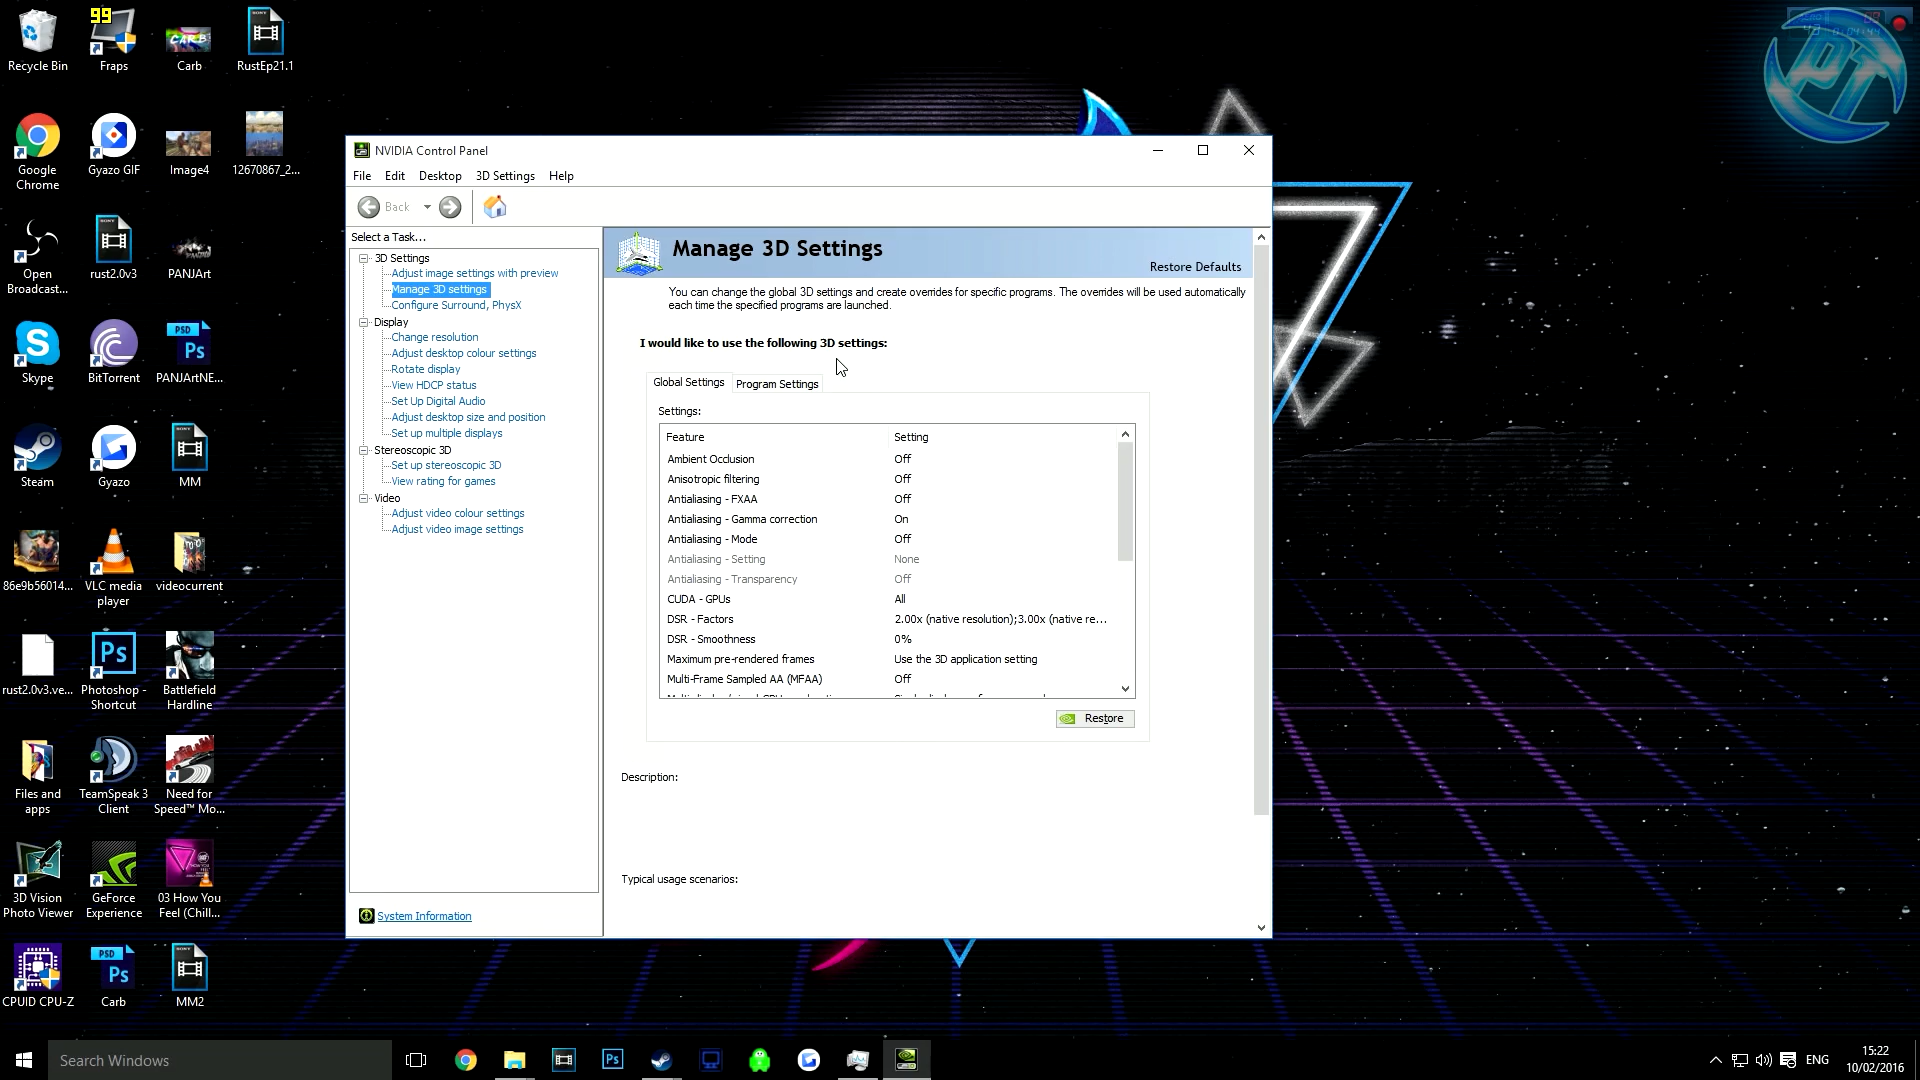 99
Recycle Bin
Fraps
CARB
Carb
SONY
RustEp21.1
Google
Chrome
Gyazo GIF
Image4
12670867_2...
Open
Broadcast...
SONY
rust2.0v3
PANJArt
Skype
BitTorrent
PSD
Ps
PANJArtNE...
Steam
Gyazo
SONY
MM
86e9b56014...
VLC media
player
videocurrent
rust2.0v3.ve...
Ps
Photoshop -
Shortcut
Battlefield
Hardline
Files and
apps
TeamSpeak 3
Client
Need for
Speed™ Mo...
3D Vision
Photo Viewer
GeForce
Experience
03 How You
Feel (Chill...
CPUID CPU-Z
PSD
Ps
Carb
SONY
MM2
NVIDIA Control Panel
File Edit Desktop 3D Settings Help
Back
Select a Task...
3D Settings
Adjust image settings with preview
Manage 3D settings
Configure Surround, PhysX
Display
Change resolution
Adjust desktop colour settings
Rotate display
View HDCP status
Set Up Digital Audio
Adjust desktop size and position
Set up multiple displays
Stereoscopic 3D
Set up stereoscopic 3D
View rating for games
Video
Adjust video colour settings
Adjust video image settings
System Information
Manage 3D Settings
Restore Defaults
You can change the global 3D settings and create overrides for specific programs. The overrides will be used automatically
each time the specified programs are launched.
I would like to use the following 3D settings:
Global Settings Program Settings
Settings:
Feature Setting
Ambient Occlusion Off
Anisotropic filtering Off
Antialiasing - FXAA Off
Antialiasing - Gamma correction On
Antialiasing - Mode Off
Antialiasing - Setting None
Antialiasing - Transparency Off
CUDA - GPUs All
DSR - Factors 2.00x (native resolution);3.00x (native re...
DSR - Smoothness 0%
Maximum pre-rendered frames Use the 3D application setting
Multi-Frame Sampled AA (MFAA) Off
Restore
Description:
Typical usage scenarios:
Search Windows
Ps
ENG
15:22
10/02/2016